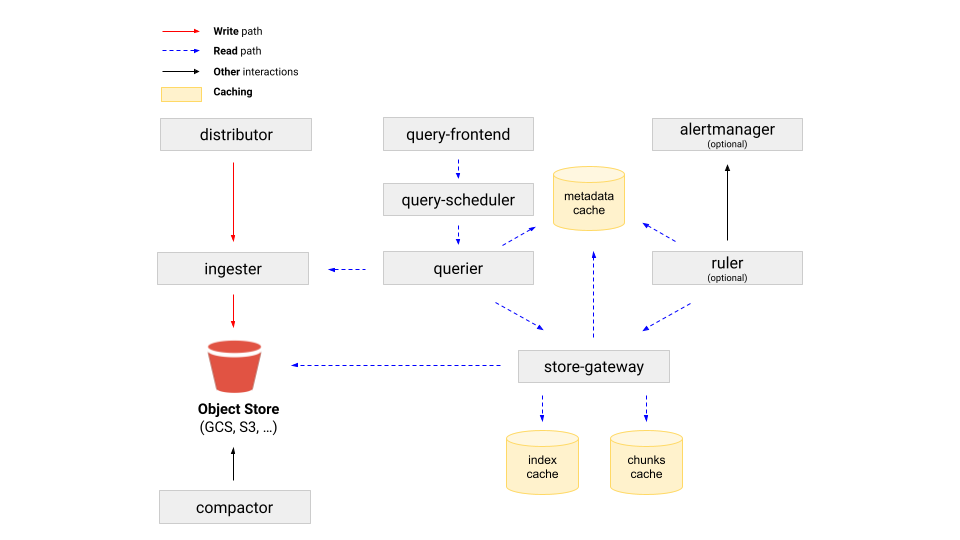 Write path
Read path
Other interactions
Caching
distributor
query-frontend
alertmanager
(optional)
query-scheduler
metadata
cache
ingester
querier
ruler
(optional)
store-gateway
Object Store
(GCS, S3, ...)
index
cache
chunks
cache
compactor